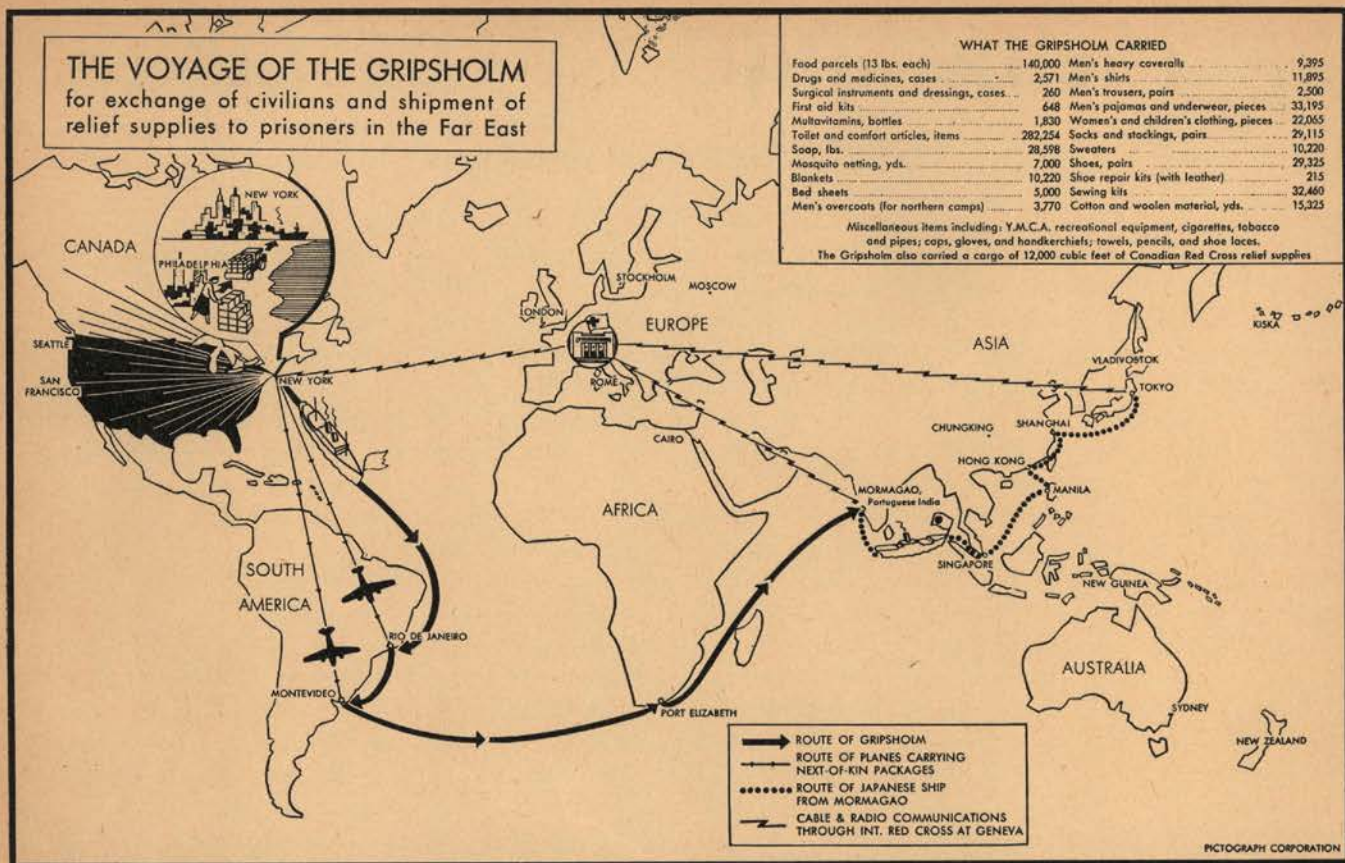 THE VOYAGE OF THE GRIPSHOLM
for exchange of civilians and shipment of
relief supplies to prisoners in the Far East
WHAT THE GRIPSHOLM CARRIED
Food parcels (13 lbs. each) 140,000
Drugs and medicines, cases 2,571
Surgical instruments and dressings, cases 260
First aid kits 648
Multavitamins, bottles 1,830
Toilet and comfort articles, items 282,254
Soap, lbs. 28,598
Mosquito netting, yds. 7,000
Blankets 10,220
Bed sheets 5,000
Men's overcoats (for northern camps) 3,770
Men's heavy coveralls 9,395
Men's shirts 11,895
Men's trousers, pairs 2,500
Men's pajamas and underwear, pieces 33,195
Women's and children's clothing, pieces 22,065
Socks and stockings, pairs 29,115
Sweaters 10,220
Shoes, pairs 29,325
Shoe repair kits (with leather) 215
Sewing kits 32,460
Cotton and woolen material, yds. 15,325
Miscellaneous items including: Y.M.C.A. recreational equipment, cigarettes, tobacco
and pipes; caps, gloves, and handkerchiefs; towels, pencils, and shoe laces.
The Gripsholm also carried a cargo of 12,000 cubic feet of Canadian Red Cross relief supplies
NEW YORK
CANADA
PHILADELPHIA
SEATTLE
SAN
FRANCISCO
NEW YORK
STOCKHOLM
MOSCOW
LONDON
EUROPE
ROME
CAIRO
ASIA
KISKA
VLADIVOSTOK
TOKYO
SHANGHAI
CHUNGKING
HONG KONG
MANILA
MORMAGAO,
Portuguese India
SINGAPORE
NEW GUINEA
AFRICA
SOUTH
AMERICA
RIO DE JANEIRO
MONTEVIDEO
PORT ELIZABETH
AUSTRALIA
SYDNEY
NEW ZEALAND
ROUTE OF GRIPSHOLM
ROUTE OF PLANES CARRYING
NEXT-OF-KIN PACKAGES
ROUTE OF JAPANESE SHIP
FROM MORMAGAO
CABLE & RADIO COMMUNICATIONS
THROUGH INT. RED CROSS AT GENEVA
PICTOGRAPH CORPORATION